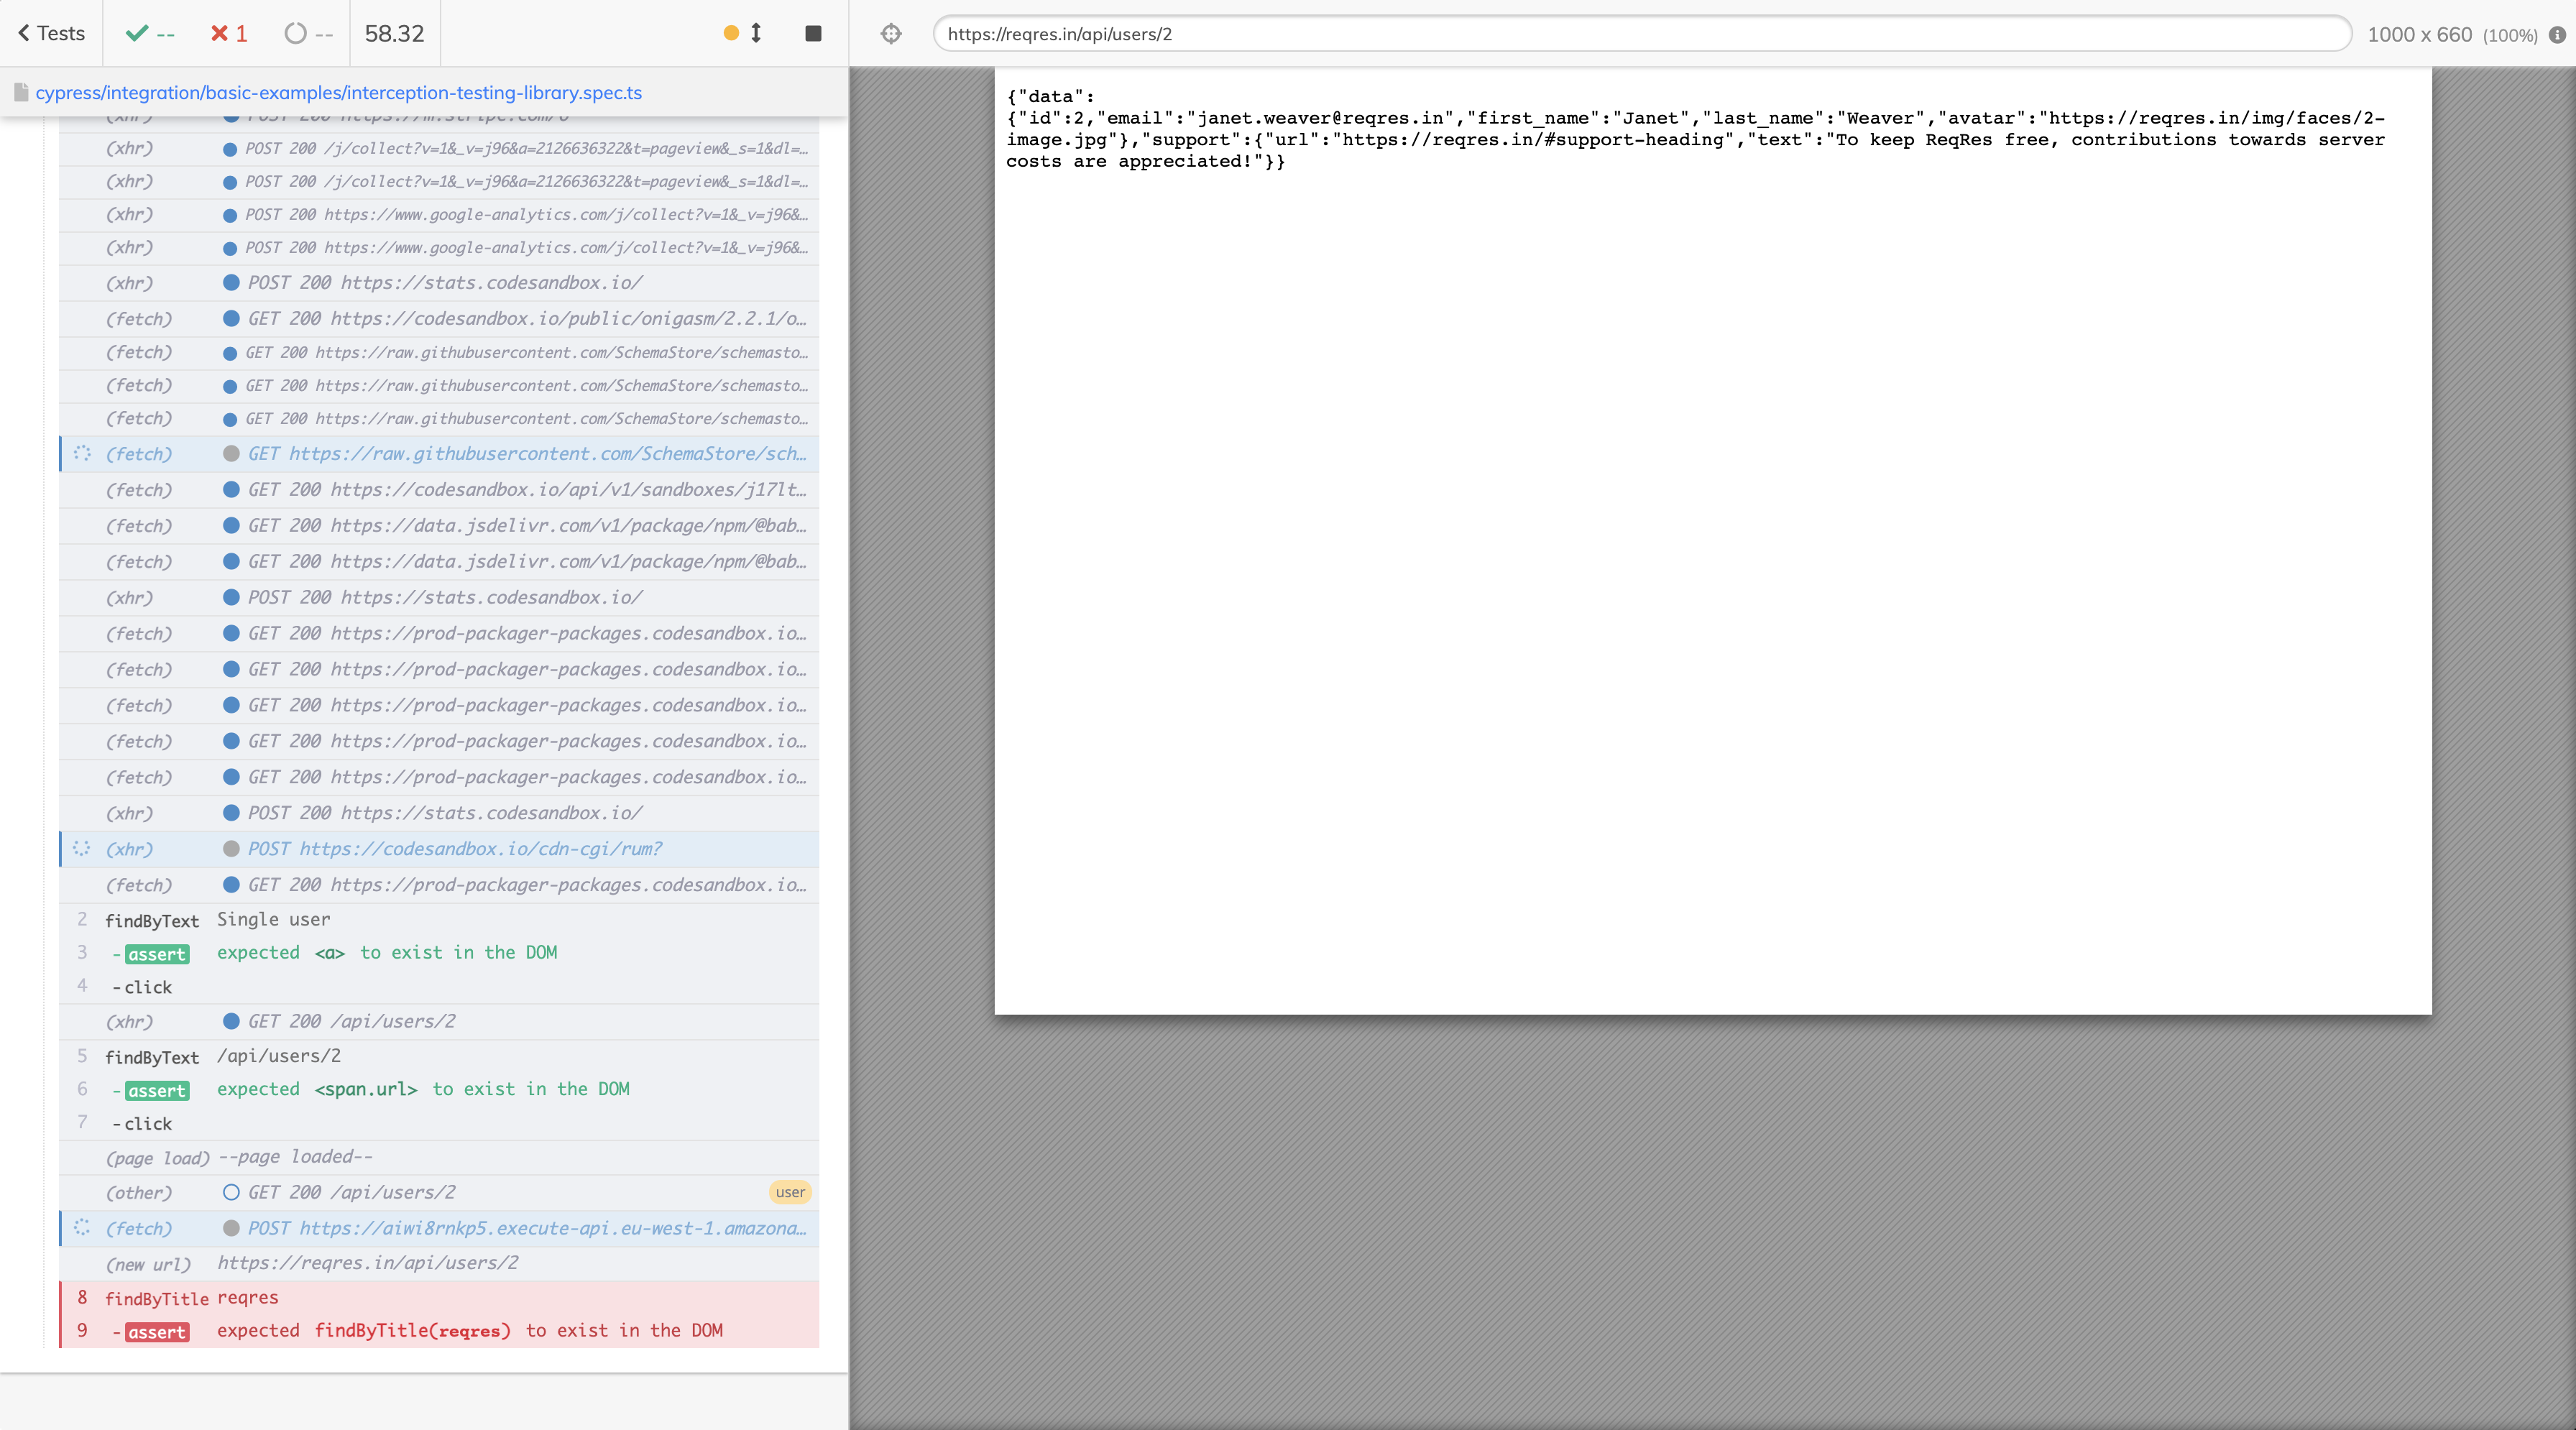 Tests
--
1
--
58.32
https://reqres.in/api/users/2
1000 x 660 (100%)
cypress/integration/basic-examples/interception-testing-library.spec.ts
(xhr) POST 200 https://m.stripe.com/6
(xhr) POST 200 /j/collect?v=1&_v=j96&a=2126636322&t=pageview&_s=1&dl=…
(xhr) POST 200 /j/collect?v=1&_v=j96&a=2126636322&t=pageview&_s=1&dl=…
(xhr) POST 200 https://www.google-analytics.com/j/collect?v=1&_v=j96&…
(xhr) POST 200 https://www.google-analytics.com/j/collect?v=1&_v=j96&…
(xhr) POST 200 https://stats.codesandbox.io/
(fetch) GET 200 https://codesandbox.io/public/onigasm/2.2.1/o…
(fetch) GET 200 https://raw.githubusercontent.com/SchemaStore/schemasto…
(fetch) GET 200 https://raw.githubusercontent.com/SchemaStore/schemasto…
(fetch) GET 200 https://raw.githubusercontent.com/SchemaStore/schemasto…
(fetch) GET https://raw.githubusercontent.com/SchemaStore/sch…
(fetch) GET 200 https://codesandbox.io/api/v1/sandboxes/j17lt…
(fetch) GET 200 https://data.jsdelivr.com/v1/package/npm/@bab…
(fetch) GET 200 https://data.jsdelivr.com/v1/package/npm/@bab…
(xhr) POST 200 https://stats.codesandbox.io/
(fetch) GET 200 https://prod-packager-packages.codesandbox.io…
(fetch) GET 200 https://prod-packager-packages.codesandbox.io…
(fetch) GET 200 https://prod-packager-packages.codesandbox.io…
(fetch) GET 200 https://prod-packager-packages.codesandbox.io…
(fetch) GET 200 https://prod-packager-packages.codesandbox.io…
(xhr) POST 200 https://stats.codesandbox.io/
(xhr) POST https://codesandbox.io/cdn-cgi/rum?
(fetch) GET 200 https://prod-packager-packages.codesandbox.io…
2 findByText Single user
3 -assert expected <a> to exist in the DOM
4 -click
(xhr) GET 200 /api/users/2
5 findByText /api/users/2
6 -assert expected <span.url> to exist in the DOM
7 -click
(page load) --page loaded--
(other) GET 200 /api/users/2 user
(fetch) POST https://aiwi8rnkp5.execute-api.eu-west-1.amazona…
(new url) https://reqres.in/api/users/2
8 findByTitle reqres
9 -assert expected findByTitle(reqres) to exist in the DOM
{"data":
{"id":2,"email":"janet.weaver@reqres.in","first_name":"Janet","last_name":"Weaver","avatar":"https://reqres.in/img/faces/2-
image.jpg"},"support":{"url":"https://reqres.in/#support-heading","text":"To keep ReqRes free, contributions towards server
costs are appreciated!"}}